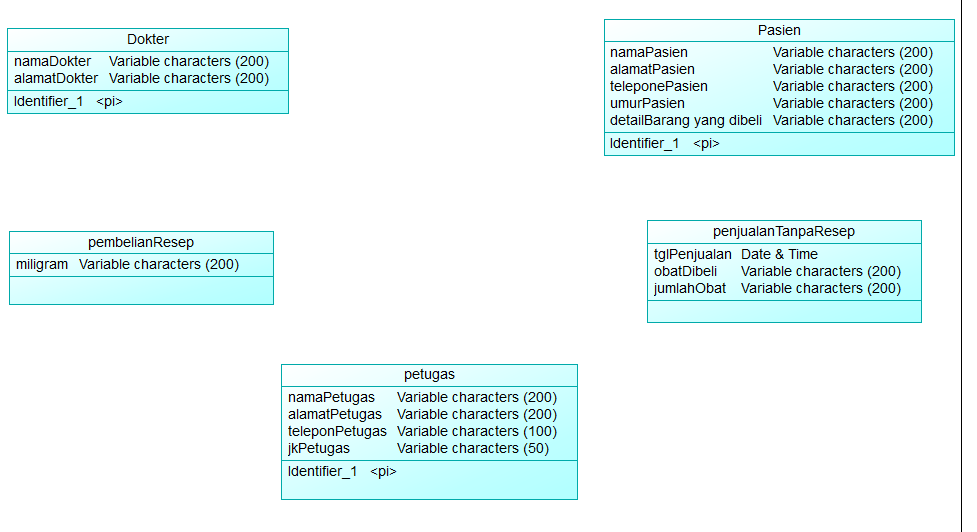 Dokter
namaDokter Variable characters (200)
alamatDokter Variable characters (200)
Identifier_1 <pi>
Pasien
namaPasien Variable characters (200)
alamatPasien Variable characters (200)
teleponePasien Variable characters (200)
umurPasien Variable characters (200)
detailBarang yang dibeli Variable characters (200)
Identifier_1 <pi>
pembelianResep
miligram Variable characters (200)
penjualanTanpaResep
tglPenjualan Date & Time
obatDibeli Variable characters (200)
jumlahObat Variable characters (200)
petugas
namaPetugas Variable characters (200)
alamatPetugas Variable characters (200)
teleponPetugas Variable characters (100)
jkPetugas Variable characters (50)
Identifier_1 <pi>